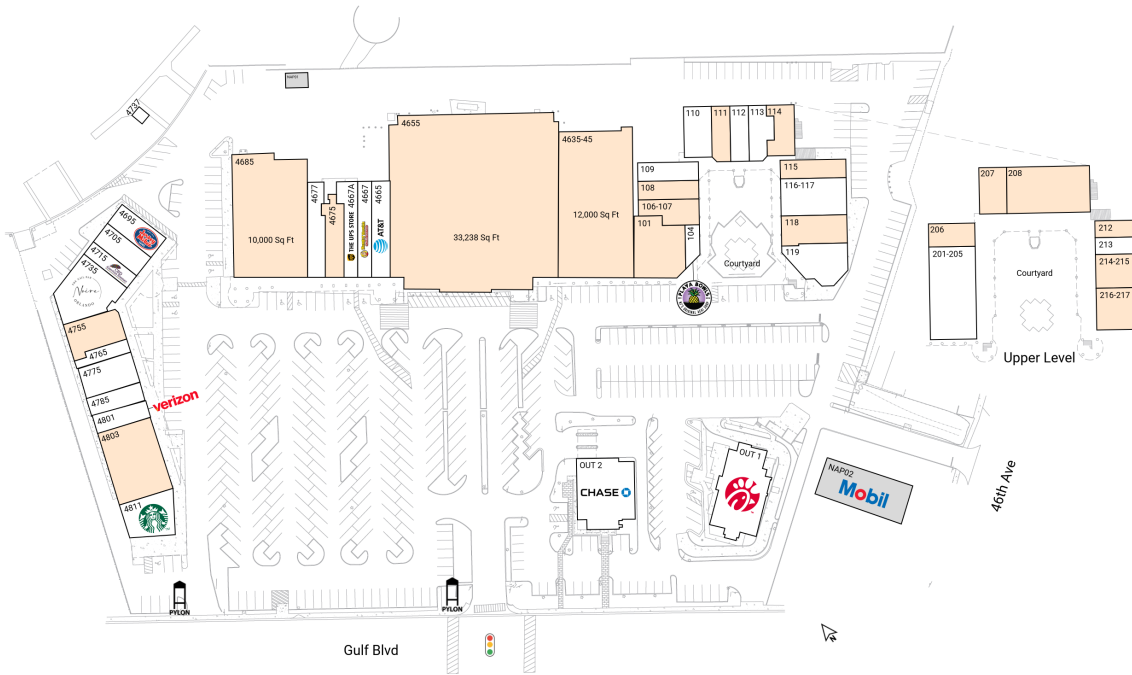 NAP01
4737
110
111
112
113
114
4655
4635-45
4685
109
115
4677
4675
THE UPS STORE
4667A
4667
4665
AT&T
108
116-117
207
208
106-107
12,000 Sq Ft
101
104
118
10,000 Sq Ft
33,238 Sq Ft
119
Courtyard
206
201-205
212
213
214-215
216-217
Courtyard
Upper Level
4695
4705
4715
4735
PLAYA BOWLS
4755
4765
4775
4785
verizon
4801
4803
4811
OUT 2
CHASE
OUT 1
NAP02
Mobil
46th Ave
PYLON
PYLON
Gulf Blvd